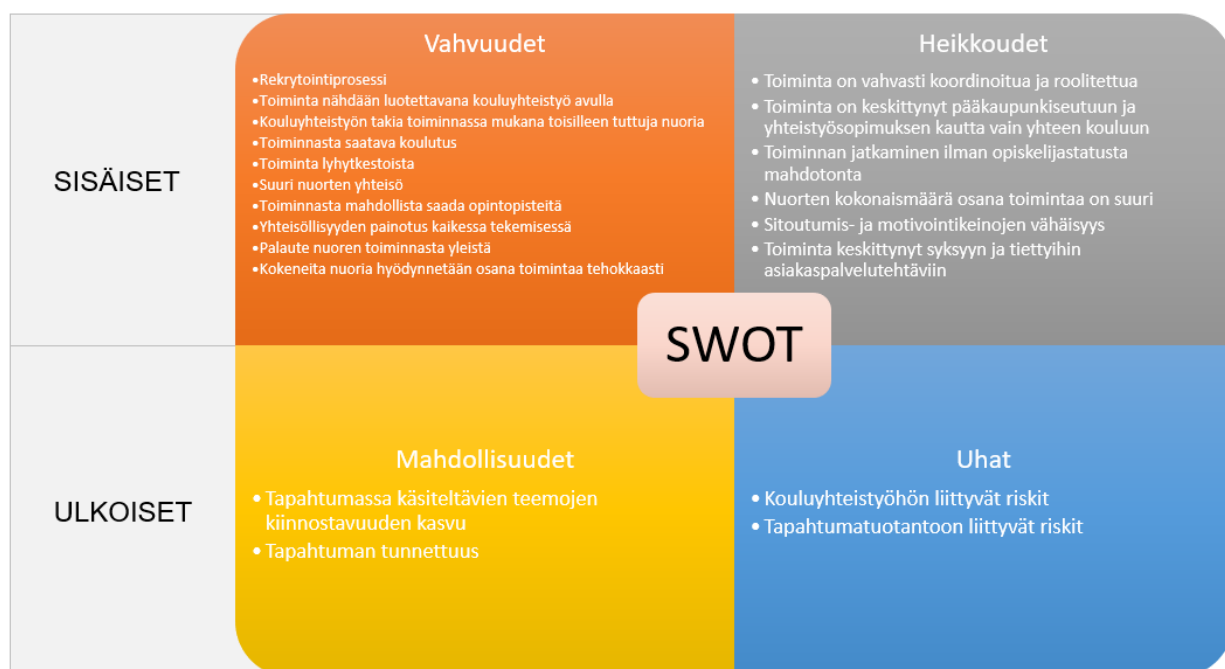 Vahvuudet
•Rekrytointiprosessi
•Toiminta nähdään luotettavana kouluyhteistyö avulla
•Kouluyhteistyön takia toiminnassa mukana toisilleen tuttuja nuoria
•Toiminnasta saatava koulutus
•Toiminta lyhytkestoista
•Suuri nuorten yhteisö
•Toiminnasta mahdollista saada opintopisteitä
•Yhteisöllisyyden painotus kaikessa tekemisessä
•Palaute nuoren toiminnasta yleistä
•Kokeneita nuoria hyödynnetään osana toimintaa tehokkaasti
Heikkoudet
• Toiminta on vahvasti koordinoitua ja roolitettua
• Toiminta on keskittynyt pääkaupunkiseutuun ja
yhteistyösopimuksen kautta vain yhteen kouluun
• Toiminnan jatkaminen ilman opiskelijastatusta
mahdotonta
• Nuorten kokonaismäärä osana toimintaa on suuri
• Sitoutumis- ja motivointikeinojen vähäisyys
• Toiminta keskittynyt syksyyn ja tiettyihin
asiakaspalvelutehtäviin
SISÄISET
SWOT
ULKOISET
Mahdollisuudet
• Tapahtumassa käsiteltävien teemojen
kiinnostavuuden kasvu
• Tapahtuman tunnettuus
Uhat
• Kouluyhteistyöhön liittyvät riskit
• Tapahtumatuotantoon liittyvät riskit